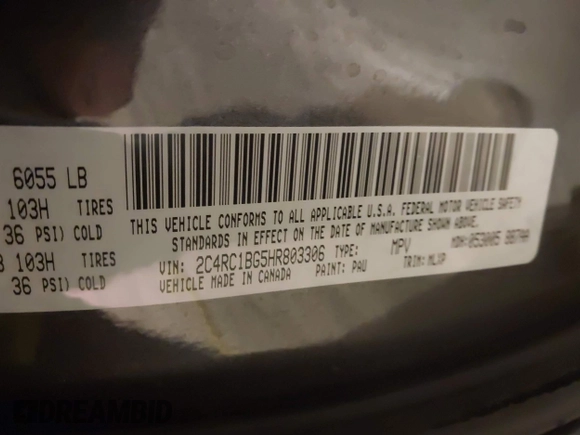 6055 LB
103H TIRES
36 PSI) COLD
103H TIRES
36 PSI) COLD
THIS VEHICLE CONFORMS TO ALL APPLICABLE U.S.A. FEDERAL MOTOR VEHICLE SAFETY
STANDARDS IN EFFECT ON THE DATE OF MANUFACTURE SHOWN ABOVE.
VIN: 2C4RC1BG5HR803306 TYPE: MPV MDH:
VEHICLE MADE IN CANADA PAINT: PAU TRIM:
DREAMBID